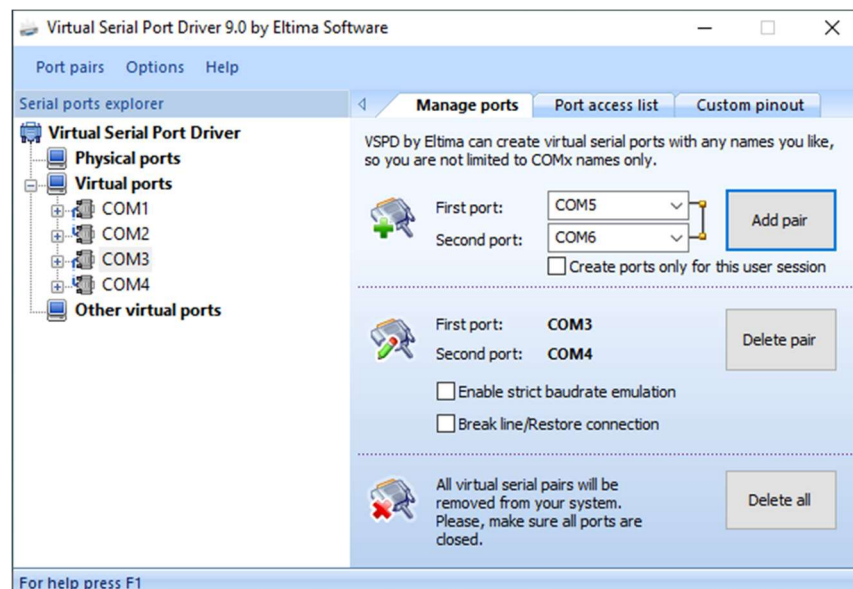 Virtual Serial Port Driver 9.0 by Eltima Software
Port pairs Options Help
Serial ports explorer
Virtual Serial Port Driver
Physical ports
Virtual ports
COM1
COM2
COM3
COM4
Other virtual ports
Manage ports Port access list Custom pinout
VSPD by Eltima can create virtual serial ports with any names you like,
so you are not limited to COMx names only.
First port: COM5
Second port: COM6
Add pair
Create ports only for this user session
First port: COM3
Second port: COM4
Delete pair
Enable strict baudrate emulation
Break line/Restore connection
All virtual serial pairs will be
removed from your system.
Please, make sure all ports are
closed.
Delete all
For help press F1